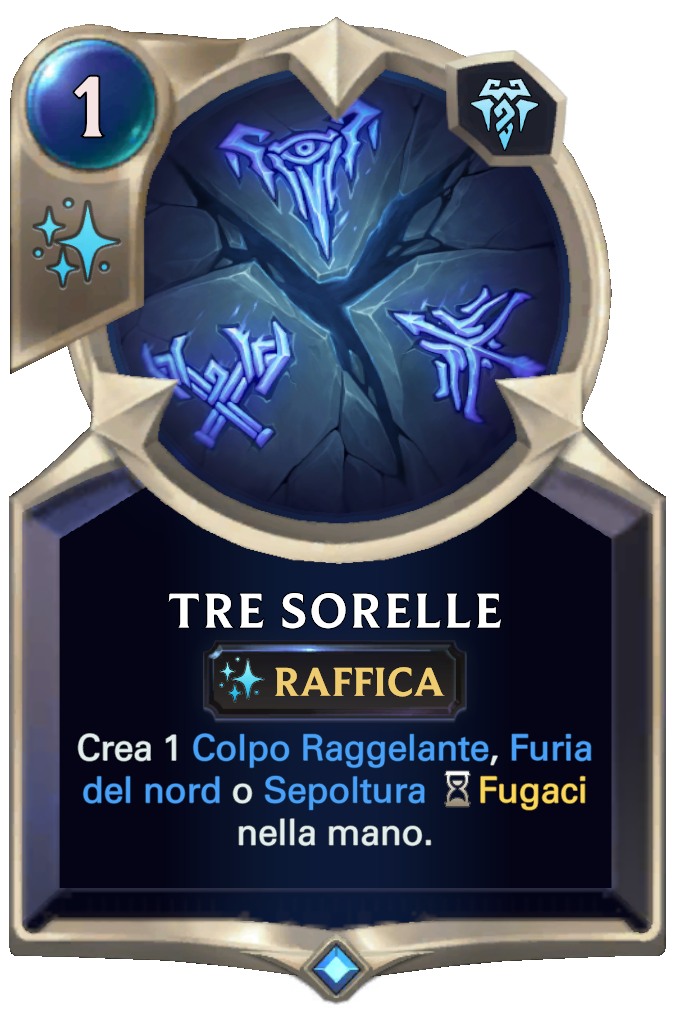 1
TRE SORELLE
RAFFICA
Crea 1 Colpo Raggelante, Furia
del nord o Sepoltura Fugaci
nella mano.